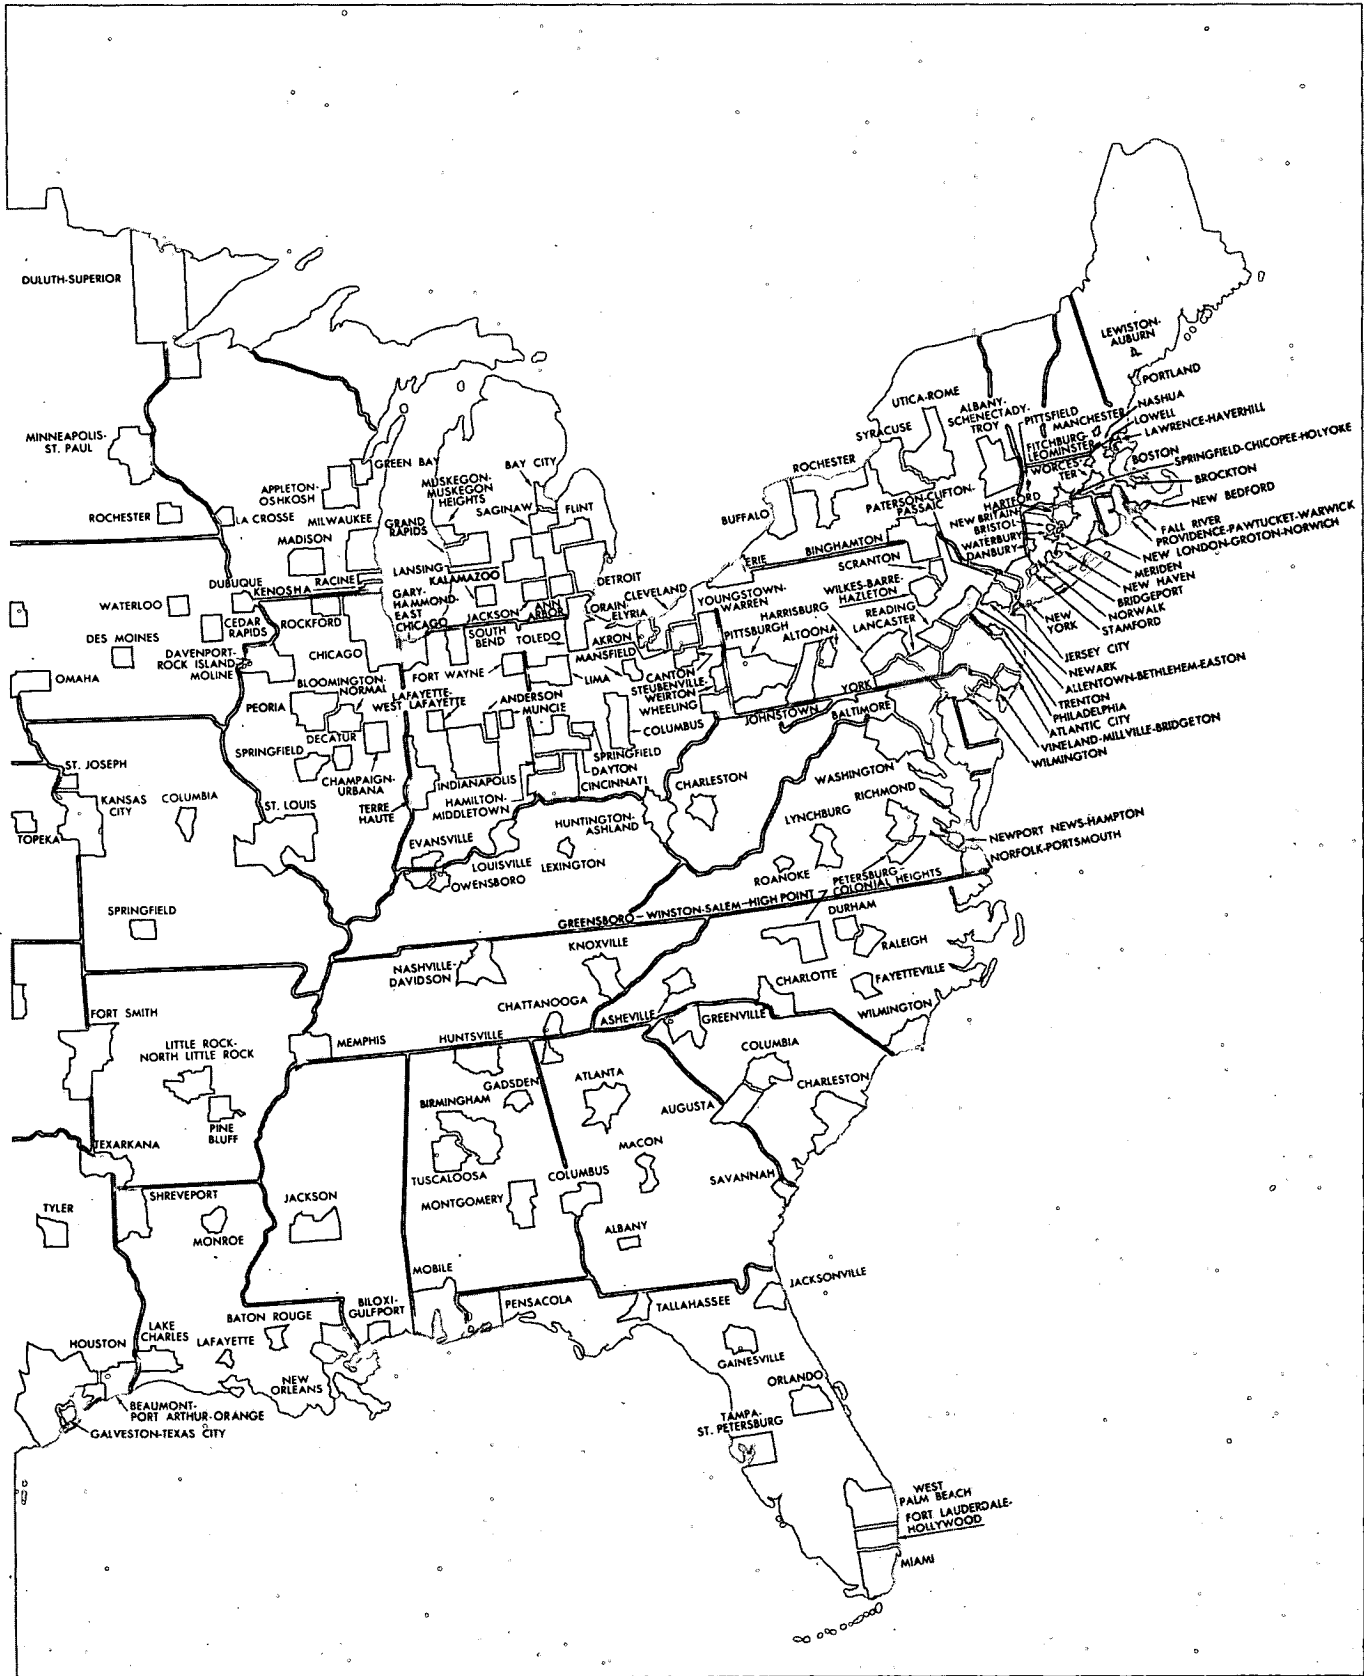 DULUTH-SUPERIOR
LEWISTON-
AUBURN
PORTLAND
NASHUA
LOWELL
LAWRENCE-HAVERHILL
UTICA-ROME
ALBANY-
SCHENECTADY-
TROY
PITTSFIELD
MANCHESTER
FITCHBURG
LEOMINSTER
WORCES-
TER
BOSTON
SPRINGFIELD-CHICOPEE-HOLYOKE
BROCKTON
NEW BEDFORD
FALL RIVER
PROVIDENCE-PAWTUCKET-WARWICK
NEW LONDON-GROTON-NORWICH
MERIDEN
NEW HAVEN
BRIDGEPORT
NORWALK
STAMFORD
SYRACUSE
ROCHESTER
BUFFALO
PATERSON-CLIFTON-
PASSAIC
HARTFORD
NEW BRITAIN
BRISTOL
WATERBURY
DANBURY
MINNEAPOLIS-
ST. PAUL
GREEN BAY
APPLETON-
OSHKOSH
MUSKEGON-
MUSKEGON
HEIGHTS
BAY CITY
SAGINAW
FLINT
ROCHESTER
LA CROSSE
MILWAUKEE
GRAND
RAPIDS
MADISON
LANSING
KALAMAZOO
DETROIT
ERIE
BINGHAMTON
SCRANTON
DUBUQUE
KENOSHA
RACINE
GARY-
HAMMOND-
EAST
CHICAGO
JACKSON
ANN
ARBOR
LORAIN-
ELYRIA
CLEVELAND
YOUNGSTOWN-
WARREN
WILKES-BARRE-
HAZLETON
HARRISBURG
READING
LANCASTER
NEW
YORK
JERSEY CITY
NEWARK
ALLENTOWN-BETHLEHEM-EASTON
TRENTON
PHILADELPHIA
ATLANTIC CITY
VINELAND-MILLVILLE-BRIDGETON
WILMINGTON
WATERLOO
CEDAR
RAPIDS
ROCKFORD
SOUTH
BEND
TOLEDO
AKRON
PITTSBURGH
ALTOONA
DES MOINES
DAVENPORT-
ROCK ISLAND
MOLINE
CHICAGO
FORT WAYNE
MANSFIELD
LIMA
CANTON
STEUBENVILLE-
WEIRTON
WHEELING
YORK
OMAHA
BLOOMINGTON-
NORMAL
LAFAYETTE-
WEST LAFAYETTE
ANDERSON
MUNCIE
PEORIA
COLUMBUS
JOHNSTOWN
BALTIMORE
DECATUR
SPRINGFIELD
SPRINGFIELD
DAYTON
CHAMPAIGN-
URBANA
INDIANAPOLIS
CINCINNATI
CHARLESTON
WASHINGTON
ST. JOSEPH
KANSAS
CITY
COLUMBIA
ST. LOUIS
TERRE
HAUTE
HAMILTON-
MIDDLETOWN
HUNTINGTON-
ASHLAND
LYNCHBURG
RICHMOND
NEWPORT NEWS-HAMPTON
NORFOLK-PORTSMOUTH
TOPEKA
EVANSVILLE
LOUISVILLE
LEXINGTON
OWENSBORO
ROANOKE
PETERSBURG-
COLONIAL HEIGHTS
SPRINGFIELD
GREENSBORO-WINSTON-SALEM-HIGH POINT
DURHAM
RALEIGH
NASHVILLE-
DAVIDSON
KNOXVILLE
CHARLOTTE
FAYETTEVILLE
CHATTANOOGA
ASHEVILLE
GREENVILLE
WILMINGTON
FORT SMITH
LITTLE ROCK-
NORTH LITTLE ROCK
MEMPHIS
HUNTSVILLE
COLUMBIA
CHARLESTON
GADSDEN
ATLANTA
BIRMINGHAM
AUGUSTA
PINE
BLUFF
TEXARKANA
MACON
TUSCALOOSA
COLUMBUS
SAVANNAH
SHREVEPORT
JACKSON
MONTGOMERY
TYLER
MONROE
ALBANY
MOBILE
PENSACOLA
TALLAHASSEE
JACKSONVILLE
BATON ROUGE
BILOXI-
GULFPORT
LAKE
CHARLES
LAFAYETTE
HOUSTON
NEW
ORLEANS
GAINESVILLE
ORLANDO
BEAUMONT-
PORT ARTHUR-ORANGE
GALVESTON-TEXAS CITY
TAMPA-
ST. PETERSBURG
WEST
PALM BEACH
FORT LAUDERDALE-
HOLLYWOOD
MIAMI